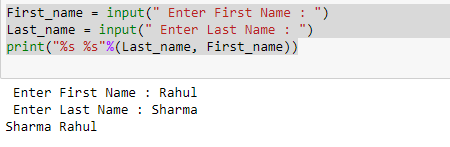 First_name = input(" Enter First Name : ")
Last_name = input(" Enter Last Name : ")
print("%s %s"%(Last_name, First_name))
Enter First Name : Rahul
Enter Last Name : Sharma
Sharma Rahul